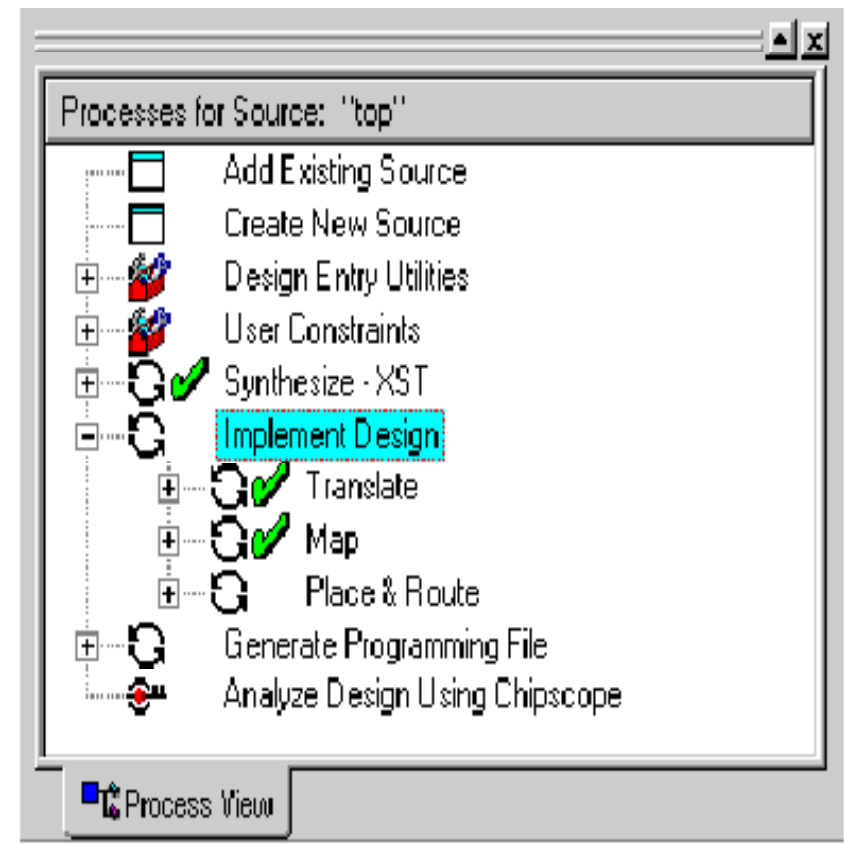 Processes for Source: "top"
Add Existing Source
Create New Source
Design Entry Utilities
User Constraints
Synthesize - XST
Implement Design
Translate
Map
Place & Route
Generate Programming File
Analyze Design Using Chipscope
Process View